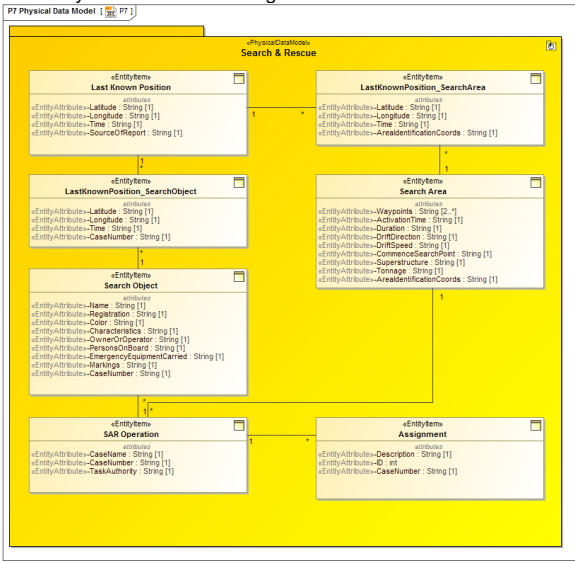 P7 Physical Data Model [ P7 ]
«PhysicalDataModel»
Search & Rescue
«EntityItem»
Last Known Position
attributes
«EntityAttribute»-Latitude : String [1]
«EntityAttribute»-Longitude : String [1]
«EntityAttribute»-Time : String [1]
«EntityAttribute»-SourceOfReport : String [1]
1
*
«EntityItem»
LastKnownPosition_SearchArea
attributes
«EntityAttribute»-Latitude : String [1]
«EntityAttribute»-Longitude : String [1]
«EntityAttribute»-Time : String [1]
«EntityAttribute»-AreaIdentificationCoords : String [1]
1
*
*
1
«EntityItem»
LastKnownPosition_SearchObject
attributes
«EntityAttribute»-Latitude : String [1]
«EntityAttribute»-Longitude : String [1]
«EntityAttribute»-Time : String [1]
«EntityAttribute»-CaseNumber : String [1]
«EntityItem»
Search Area
attributes
«EntityAttribute»-Waypoints : String [2..*]
«EntityAttribute»-ActivationTime : String [1]
«EntityAttribute»-Duration : String [1]
«EntityAttribute»-DriftDirection : String [1]
«EntityAttribute»-DriftSpeed : String [1]
«EntityAttribute»-CommenceSearchPoint : String [1]
«EntityAttribute»-Superstructure : String [1]
«EntityAttribute»-Tonnage : String [1]
«EntityAttribute»-AreaIdentificationCoords : String [1]
*
1
1
«EntityItem»
Search Object
attributes
«EntityAttribute»-Name : String [1]
«EntityAttribute»-Registration : String [1]
«EntityAttribute»-Color : String [1]
«EntityAttribute»-Characteristics : String [1]
«EntityAttribute»-OwnerOrOperator : String [1]
«EntityAttribute»-PersonsOnBoard : String [1]
«EntityAttribute»-EmergencyEquipmentCarried : String [1]
«EntityAttribute»-Markings : String [1]
«EntityAttribute»-CaseNumber : String [1]
*
1 *
«EntityItem»
SAR Operation
attributes
«EntityAttribute»-CaseName : String [1]
«EntityAttribute»-CaseNumber : String [1]
«EntityAttribute»-TaskAuthority : String [1]
1
*
«EntityItem»
Assignment
attributes
«EntityAttribute»-Description : String [1]
«EntityAttribute»-ID : int
«EntityAttribute»-CaseNumber : String [1]